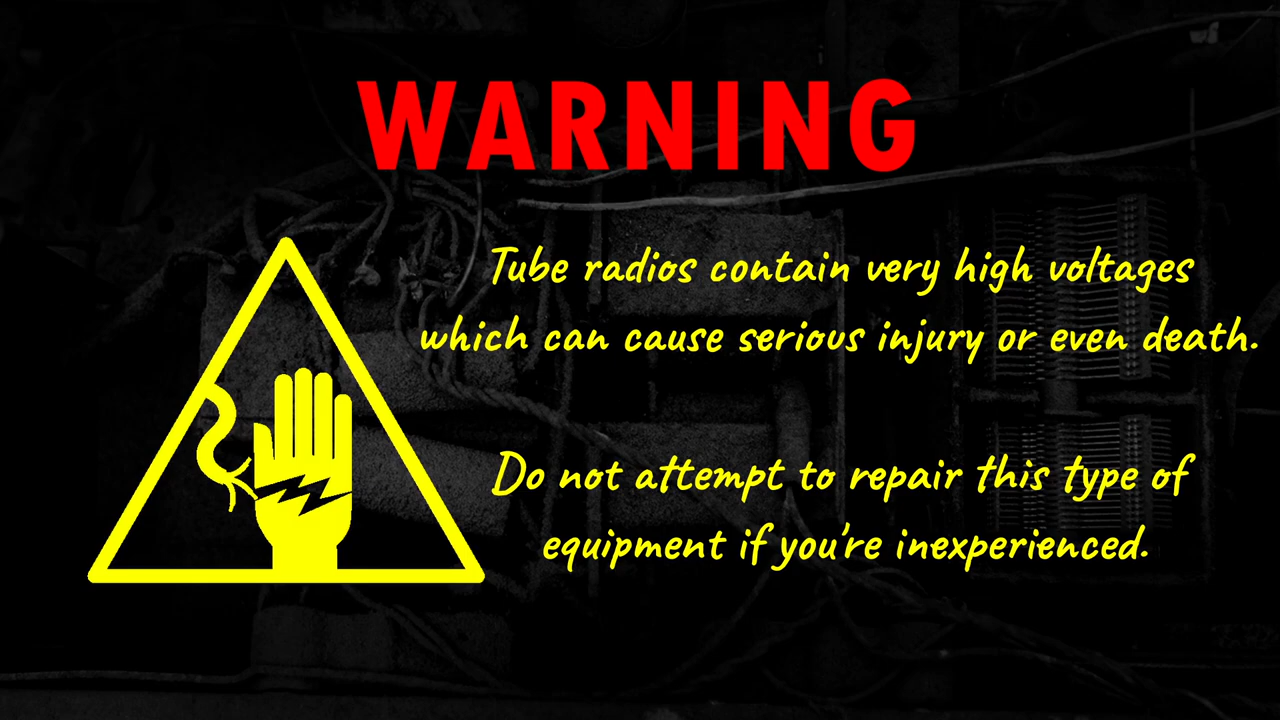 WARNING
Tube radios contain very high voltages
which can cause serious injury or even death.
Do not attempt to repair this type of
equipment if you're inexperienced.